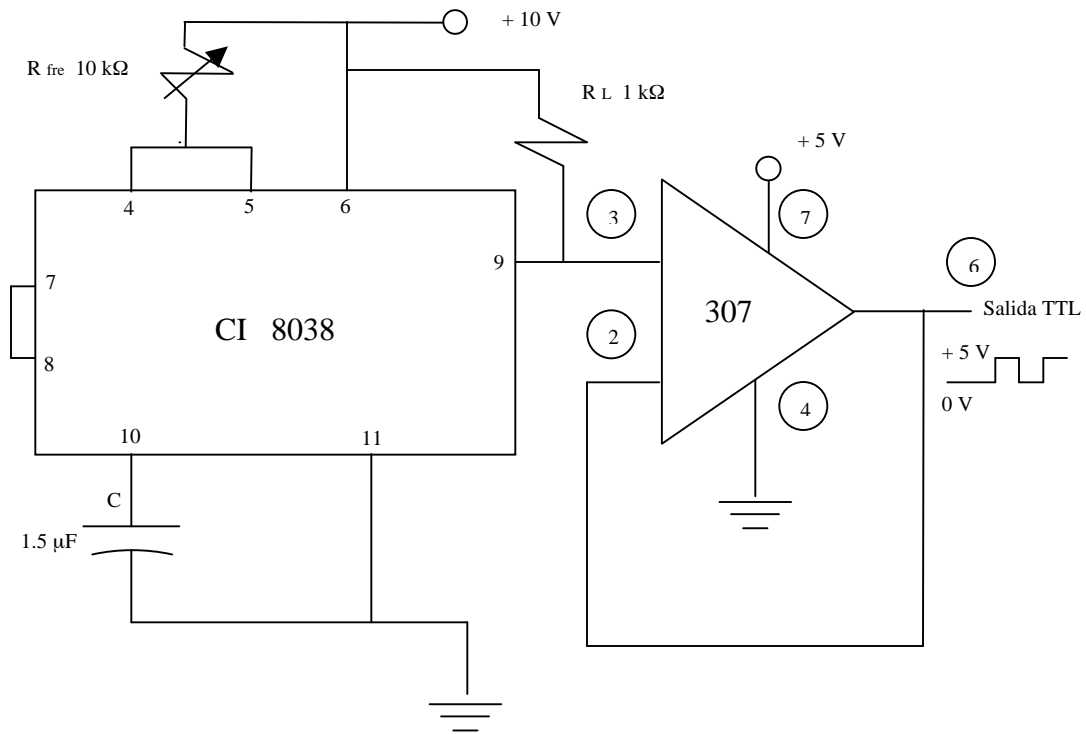 + 10 V
R fre 10 kΩ
R L 1 kΩ
+ 5 V
4 5 6
3
7
9
6
7
CI 8038
307
Salida TTL
2
8
+ 5 V
0 V
4
10 11
C
1.5 µF